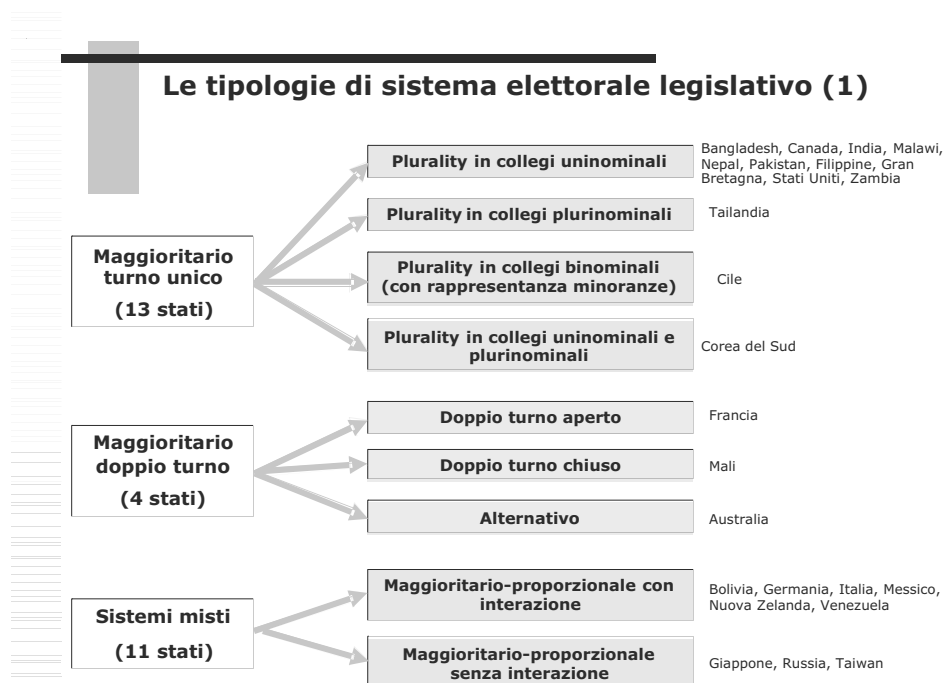 Le tipologie di sistema elettorale legislativo (1)
Maggioritario
turno unico
(13 stati)
Plurality in collegi uninominali
Bangladesh, Canada, India, Malawi,
Nepal, Pakistan, Filippine, Gran
Bretagna, Stati Uniti, Zambia
Plurality in collegi plurinominali
Tailandia
Plurality in collegi binominali
(con rappresentanza minoranze)
Cile
Plurality in collegi uninominali e
plurinominali
Corea del Sud
Maggioritario
doppio turno
(4 stati)
Doppio turno aperto
Francia
Doppio turno chiuso
Mali
Alternativo
Australia
Sistemi misti
(11 stati)
Maggioritario-proporzionale con
interazione
Bolivia, Germania, Italia, Messico,
Nuova Zelanda, Venezuela
Maggioritario-proporzionale
senza interazione
Giappone, Russia, Taiwan